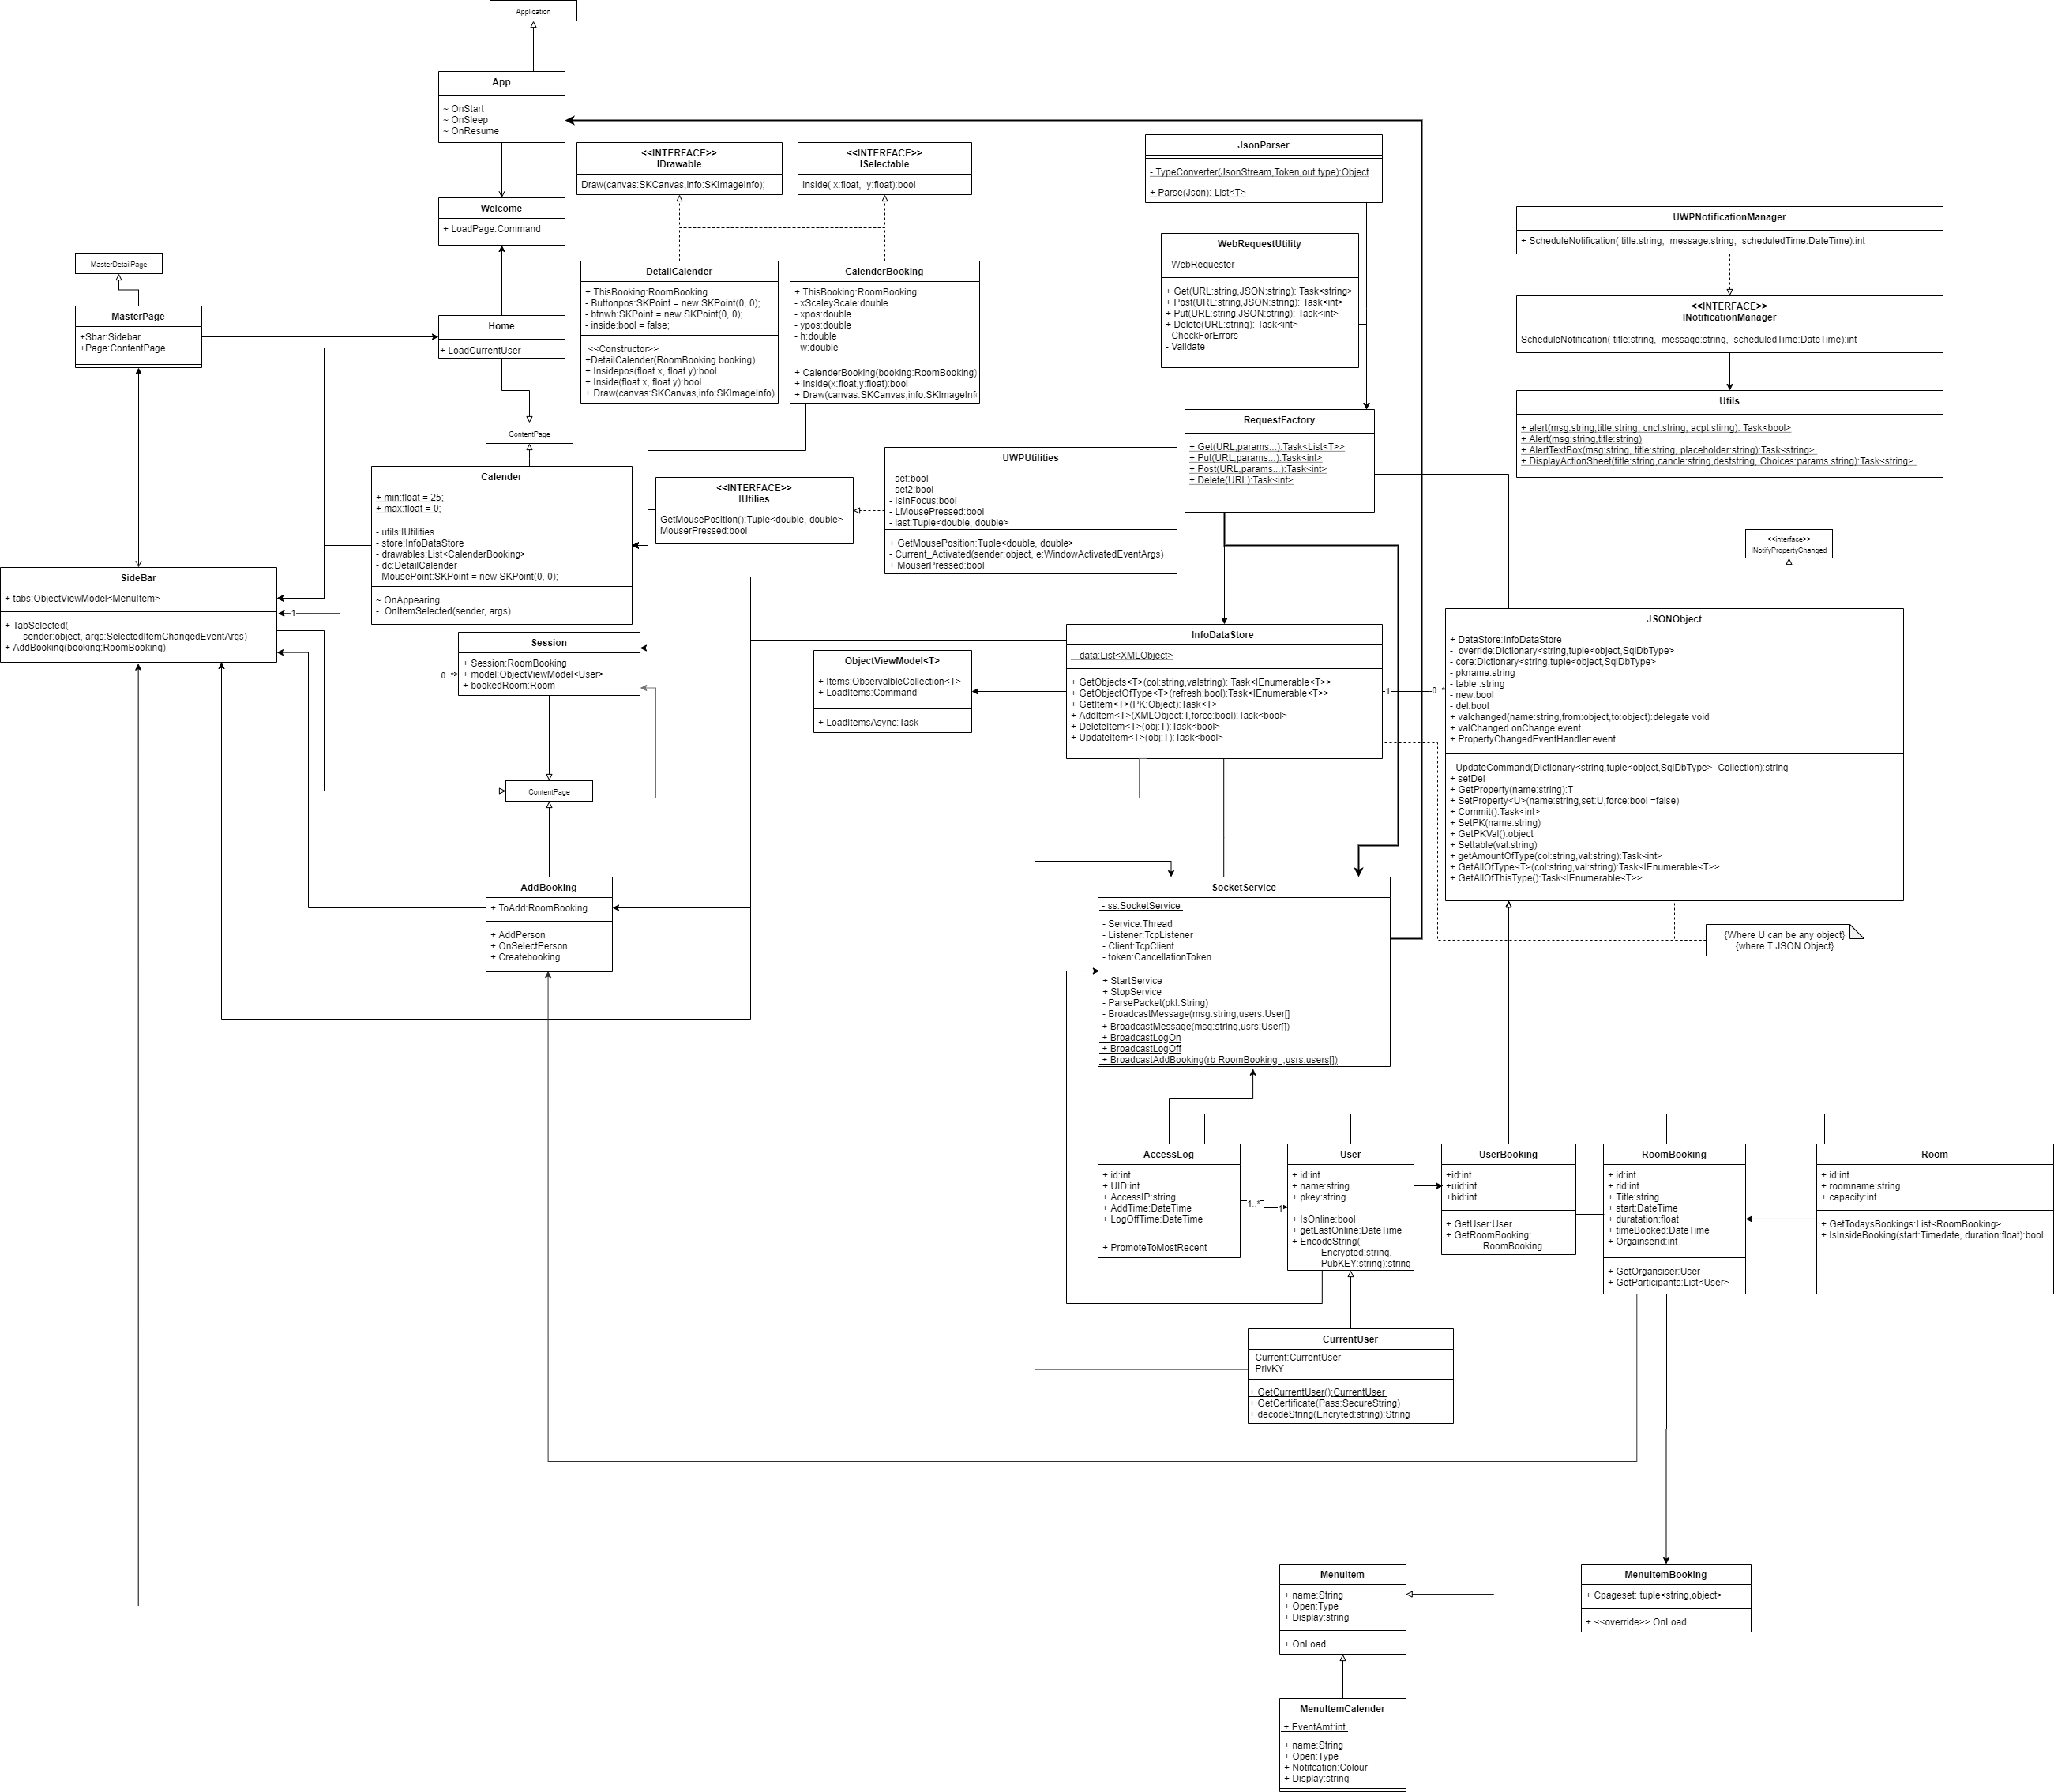 Application
App
~ OnStart
~ OnSleep
~ OnResume
<<INTERFACE>>
IDrawable
Draw(canvas:SKCanvas,info:SKImageInfo);
<<INTERFACE>>
ISelectable
Inside( x:float,  y:float):bool
JsonParser
- TypeConverter(JsonStream,Token,out type):Object
+ Parse(Json): List<T>
Welcome
+ LoadPage:Command
UWPNotificationManager
+ ScheduleNotification( title:string,  message:string,  scheduledTime:DateTime):int
WebRequestUtility
- WebRequester
+ Get(URL:string,JSON:string): Task<string>
+ Post(URL:string,JSON:string): Task<int>
+ Put(URL:string,JSON:string): Task<int>
+ Delete(URL:string): Task<int>
- CheckForErrors
- Validate
MasterDetailPage
MasterPage
+Sbar:Sidebar
+Page:ContentPage
Home
+ LoadCurrentUser
DetailCalender
+ ThisBooking:RoomBooking
- Buttonpos:SKPoint = new SKPoint(0, 0);
- btnwh:SKPoint = new SKPoint(0, 0);
- inside:bool = false;
<<Constructor>>
+DetailCalender(RoomBooking booking)
+ Insidepos(float x, float y):bool
+ Inside(float x, float y):bool
+ Draw(canvas:SKCanvas,info:SKImageInfo)
CalenderBooking
+ ThisBooking:RoomBooking
- xScaleyScale:double
- xpos:double
- ypos:double
- h:double
- w:double
+ CalenderBooking(booking:RoomBooking)
+ Inside(x:float,y:float):bool
+ Draw(canvas:SKCanvas,info:SKImageInf
<<INTERFACE>>
INotificationManager
ScheduleNotification( title:string,  message:string,  scheduledTime:DateTime):int
Utils
+ alert(msg:string,title:string, cncl:string, acpt:stirng): Task<bool>
+ Alert(msg:string,title:string)
+ AlertTextBox(msg:string, title:string, placeholder:string):Task<string>
+ DisplayActionSheet(title:string,cancle:string,deststring, Choices:params string):Task<string>
RequestFactory
+ Get(URL,params...):Task<List<T>>
+ Put(URL,params...):Task<int>
+ Post(URL,params...):Task<int>
+ Delete(URL):Task<int>
ContentPage
Calender
+ min:float = 25;
+ max:float = 0;
- utils:IUtilities
- store:InfoDataStore
- drawables:List<CalenderBooking>
- dc:DetailCalender
- MousePoint:SKPoint = new SKPoint(0, 0);
~ OnAppearing
-  OnItemSelected(sender, args)
<<INTERFACE>>
IUtilies
GetMousePosition():Tuple<double, double>
MouserPressed:bool
UWPUtilities
- set:bool
- set2:bool
- IsInFocus:bool
- LMousePressed:bool
- last:Tuple<double, double>
+ GetMousePosition:Tuple<double, double>
- Current_Activated(sender:object, e:WindowActivatedEventArgs)
+ MouserPressed:bool
<<interface>>
INotifyPropertyChanged
SideBar
+ tabs:ObjectViewModel<MenuItem>
+ TabSelected(
sender:object, args:SelectedItemChangedEventArgs)
+ AddBooking(booking:RoomBooking)
1
0..*
Session
+ Session:RoomBooking
+ model:ObjectViewModel<User>
+ bookedRoom:Room
ObjectViewModel<T>
+ Items:ObservalbleCollection<T>
+ LoadItems:Command
+ LoadItemsAsync:Task
InfoDataStore
-  data:List<XMLObject>
+ GetObjects<T>(col:string,valstring): Task<IEnumerable<T>>
+ GetObjectOfType<T>(refresh:bool):Task<IEnumerable<T>>
+ GetItem<T>(PK:Object):Task<T>
+ AddItem<T>(XMLObject:T,force:bool):Task<bool>
+ DeleteItem<T>(obj:T):Task<bool>
+ UpdateItem<T>(obj:T):Task<bool>
1
0..*
JSONObject
+ DataStore:InfoDataStore
-  override:Dictionary<string,tuple<object,SqlDbType>
- core:Dictionary<string,tuple<object,SqlDbType>
- pkname:string
- table :string
- new:bool
- del:bool
+ valchanged(name:string,from:object,to:object):delegate void
+ valChanged onChange:event
+ PropertyChangedEventHandler:event
- UpdateCommand(Dictionary<string,tuple<object,SqlDbType>  Collection):string
+ setDel
+ GetProperty(name:string):T
+ SetProperty<U>(name:string,set:U,force:bool =false)
+ Commit():Task<int>
+ SetPK(name:string)
+ GetPKVal():object
+ Settable(val:string)
+ getAmountOfType(col:string,val:string):Task<int>
+ GetAllOfType<T>(col:string,val:string):Task<IEnumerable<T>>
+ GetAllOfThisType():Task<IEnumerable<T>>
ContentPage
AddBooking
+ ToAdd:RoomBooking
+ AddPerson
+ OnSelectPerson
+ Createbooking
SocketService
- ss:SocketService
- Service:Thread
- Listener:TcpListener
- Client:TcpClient
- token:CancellationToken
+ StartService
+ StopService
- ParsePacket(pkt:String)
- BroadcastMessage(msg:string,users:User[]
+ BroadcastMessage(msg:string,usrs:User[])
+ BroadcastLogOn
+ BroadcastLogOff
+ BroadcastAddBooking(rb RoomBooking  ,usrs:users[])
{Where U can be any object}
{where T JSON Object}
AccessLog
+ id:int
+ UID:int
+ AccessIP:string
+ AddTime:DateTime
+ LogOffTime:DateTime
+ PromoteToMostRecent
1..*
1
User
+ id:int
+ name:string
+ pkey:string
+ IsOnline:bool
+ getLastOnline:DateTime
+ EncodeString(
Encrypted:string,
PubKEY:string):string
UserBooking
+id:int
+uid:int
+bid:int
+ GetUser:User
+ GetRoomBooking:
RoomBooking
RoomBooking
+ id:int
+ rid:int
+ Title:string
+ start:DateTime
+ duratation:float
+ timeBooked:DateTime
+ Orgainserid:int
+ GetOrgansiser:User
+ GetParticipants:List<User>
Room
+ id:int
+ roomname:string
+ capacity:int
+ GetTodaysBookings:List<RoomBooking>
+ IsInsideBooking(start:Timedate, duration:float):bool
CurrentUser
- Current:CurrentUser
- PrivKY
+ GetCurrentUser():CurrentUser
+ GetCertificate(Pass:SecureString)
+ decodeString(Encryted:string):String
MenuItem
+ name:String
+ Open:Type
+ Display:string
+ OnLoad
MenuItemBooking
+ Cpageset: tuple<string,object>
+ <<override>> OnLoad
MenuItemCalender
+ EventAmt:int
+ name:String
+ Open:Type
+ Notifcation:Colour
+ Display:string